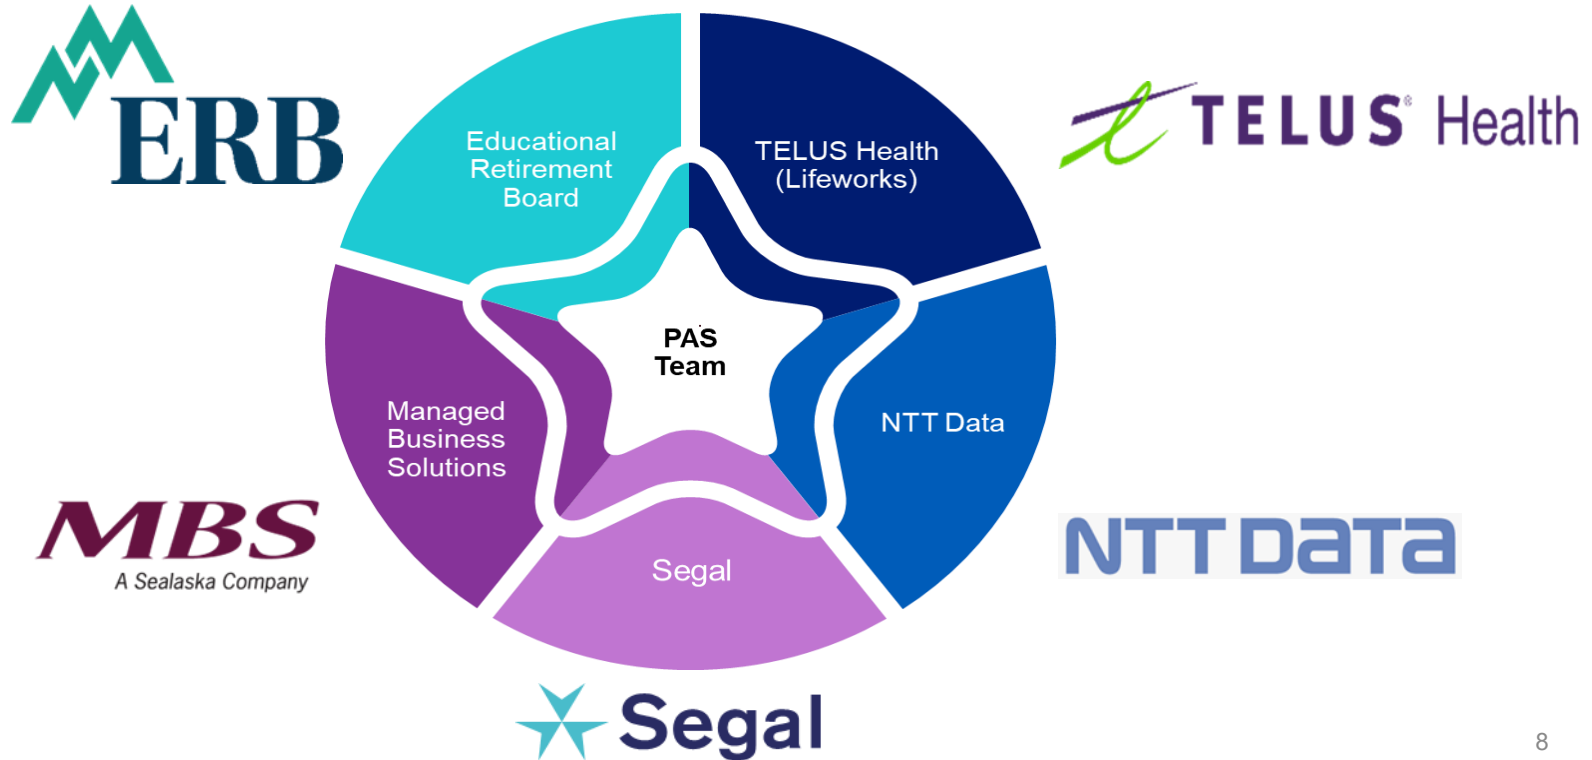 ERB
Educational
Retirement
Board
TELUS Health
(Lifeworks)
TELUS® Health
PAS
Team
Managed
Business
Solutions
NTT Data
MBS
A Sealaska Company
NTT DATA
Segal
Segal
8